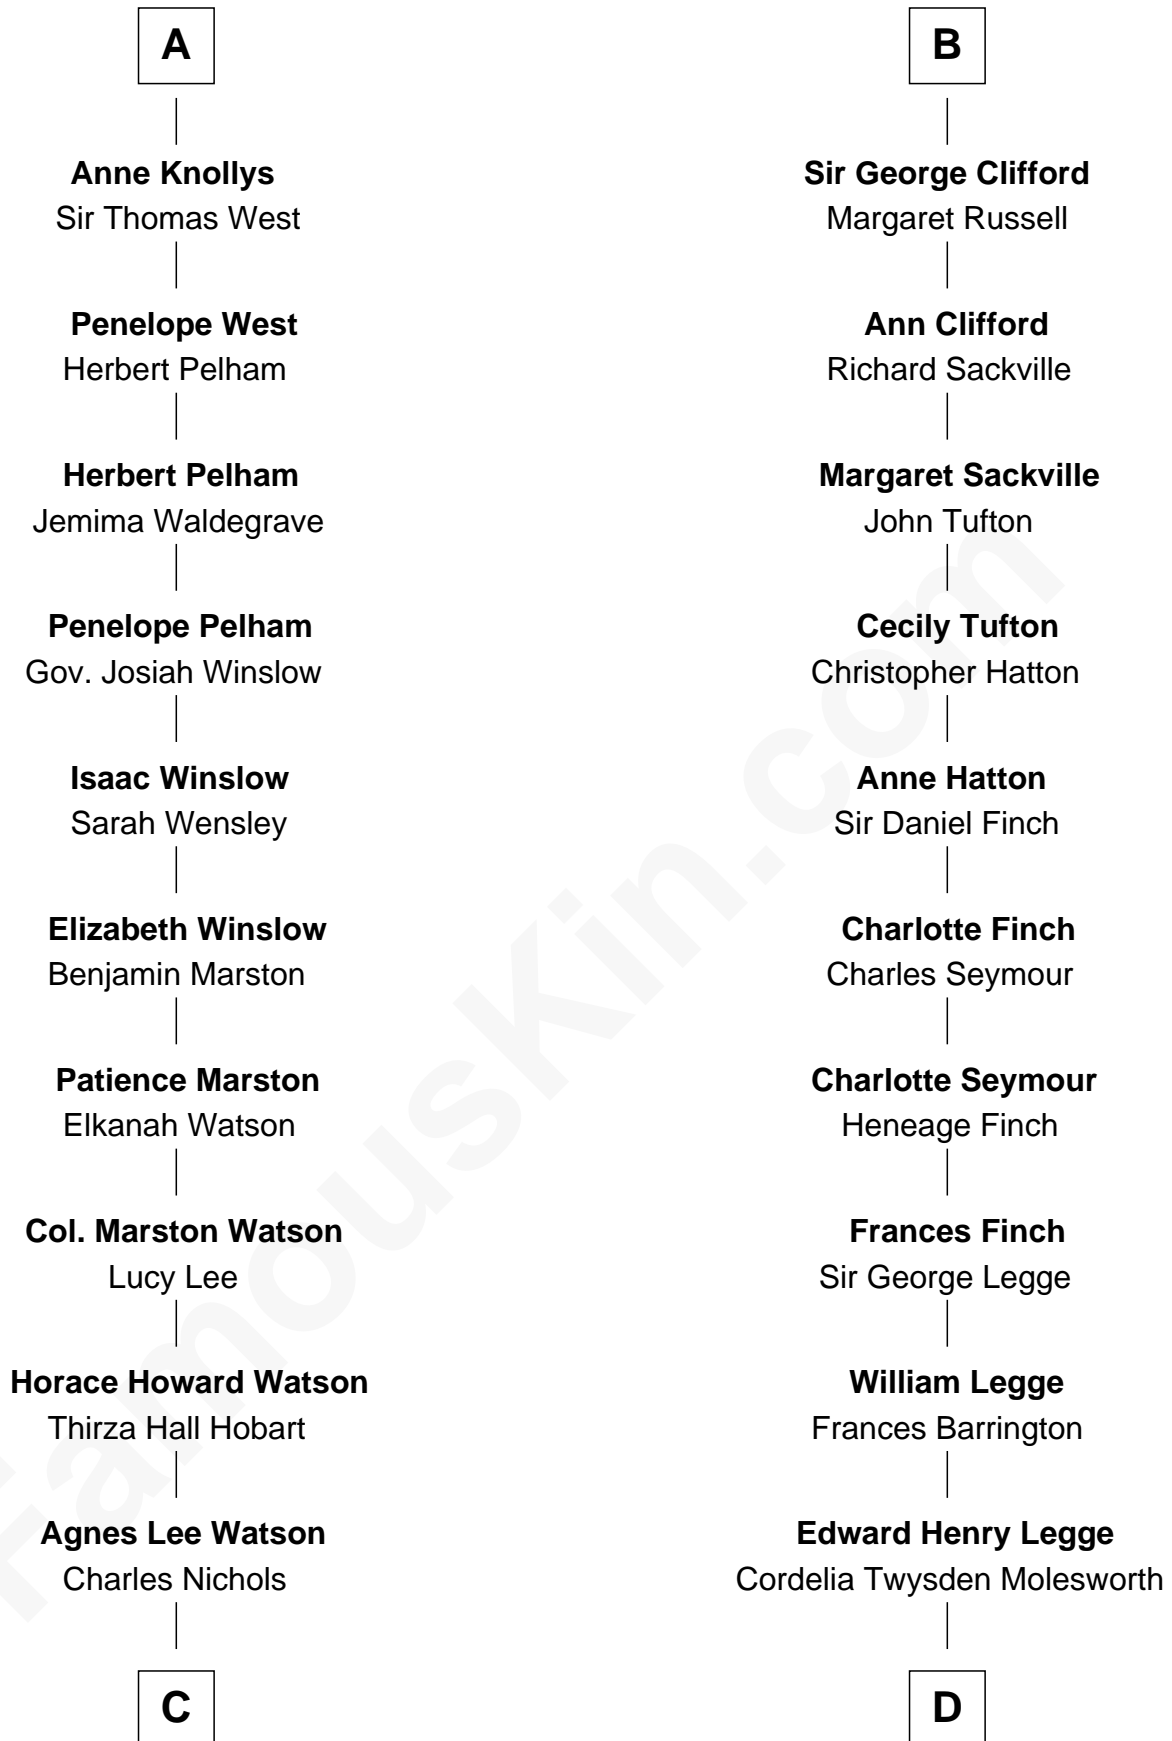 A
Anne Knollys
Sir Thomas West
Penelope West
Herbert Pelham
Herbert Pelham
Jemima Waldegrave
Penelope Pelham
Gov. Josiah Winslow
Isaac Winslow
Sarah Wensley
Elizabeth Winslow
Benjamin Marston
Patience Marston
Elkanah Watson
Col. Marston Watson
Lucy Lee
Horace Howard Watson
Thirza Hall Hobart
Agnes Lee Watson
Charles Nichols
C
B
Sir George Clifford
Margaret Russell
Ann Clifford
Richard Sackville
Margaret Sackville
John Tufton
Cecily Tufton
Christopher Hatton
Anne Hatton
Sir Daniel Finch
Charlotte Finch
Charles Seymour
Charlotte Seymour
Heneage Finch
Frances Finch
Sir George Legge
William Legge
Frances Barrington
Edward Henry Legge
Cordelia Twysden Molesworth
D
FamousKin.com